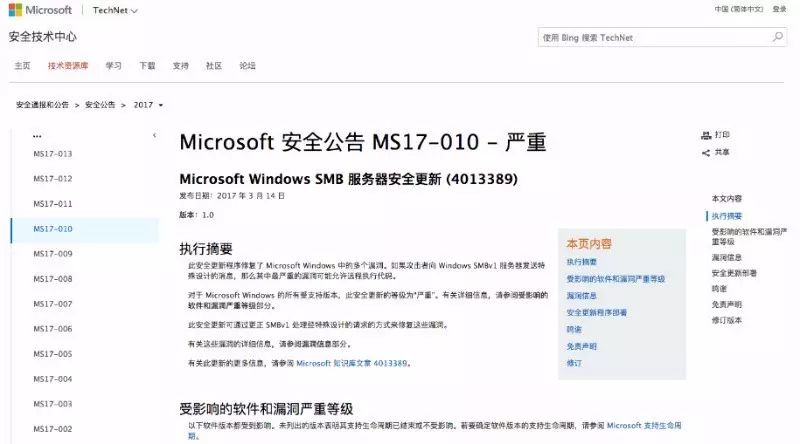 Microsoft | TechNet
中国 (简体中文) 登录
安全技术中心
使用 Bing 搜索 TechNet
主页 技术资源库 学习 下载 支持 社区 论坛
安全通报和公告 > 安全公告 > 2017
...
MS17-013
MS17-012
MS17-011
MS17-010
MS17-009
MS17-008
MS17-007
MS17-006
MS17-005
MS17-004
MS17-003
MS17-002
Microsoft 安全公告 MS17-010 - 严重
Microsoft Windows SMB 服务器安全更新 (4013389)
发布日期：2017 年 3 月 14 日
版本：1.0
执行摘要
此安全更新程序修复了 Microsoft Windows 中的多个漏洞。如果攻击者向 Windows SMBv1 服务器发送特
殊设计的消息，那么其中最严重的漏洞可能允许远程执行代码。
对于 Microsoft Windows 的所有受支持版本，此安全更新的等级为“严重”。有关详细信息，请参阅受影响的
软件和漏洞严重等级部分。
此安全更新可通过更正 SMBv1 处理经特殊设计的请求的方式来修复这些漏洞。
有关这些漏洞的详细信息，请参阅漏洞信息部分。
有关此更新的更多信息，请参阅 Microsoft 知识库文章 4013389。
受影响的软件和漏洞严重等级
以下软件版本都受到影响。未列出的版本表明其支持生命周期已结束或不受影响。若要确定软件版本的支持生命周期，请参阅 Microsoft 支持生命周
期。
本页内容
执行摘要
受影响的软件和漏洞严重等级
漏洞信息
安全更新程序部署
鸣谢
免责声明
修订
打印
共享
本文内容
执行摘要
受影响的软件和漏洞严
重等级
漏洞信息
安全更新部署
鸣谢
免责声明
修订版本